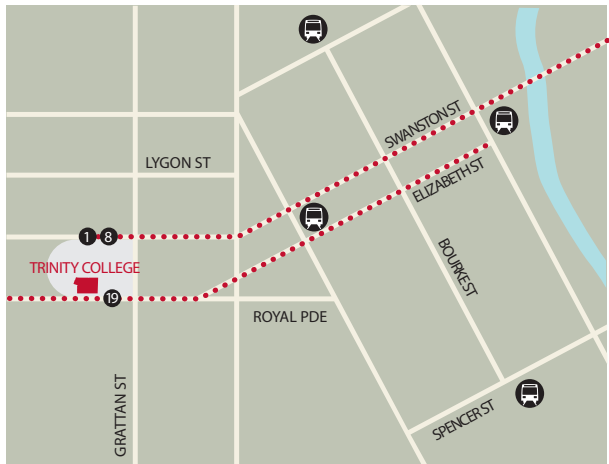 SWANSTON ST
LYGON ST
ELIZABETH ST
1 8
TRINITY COLLEGE
BOURKE ST
19
ROYAL PDE
GRATTAN ST
SPENCER ST